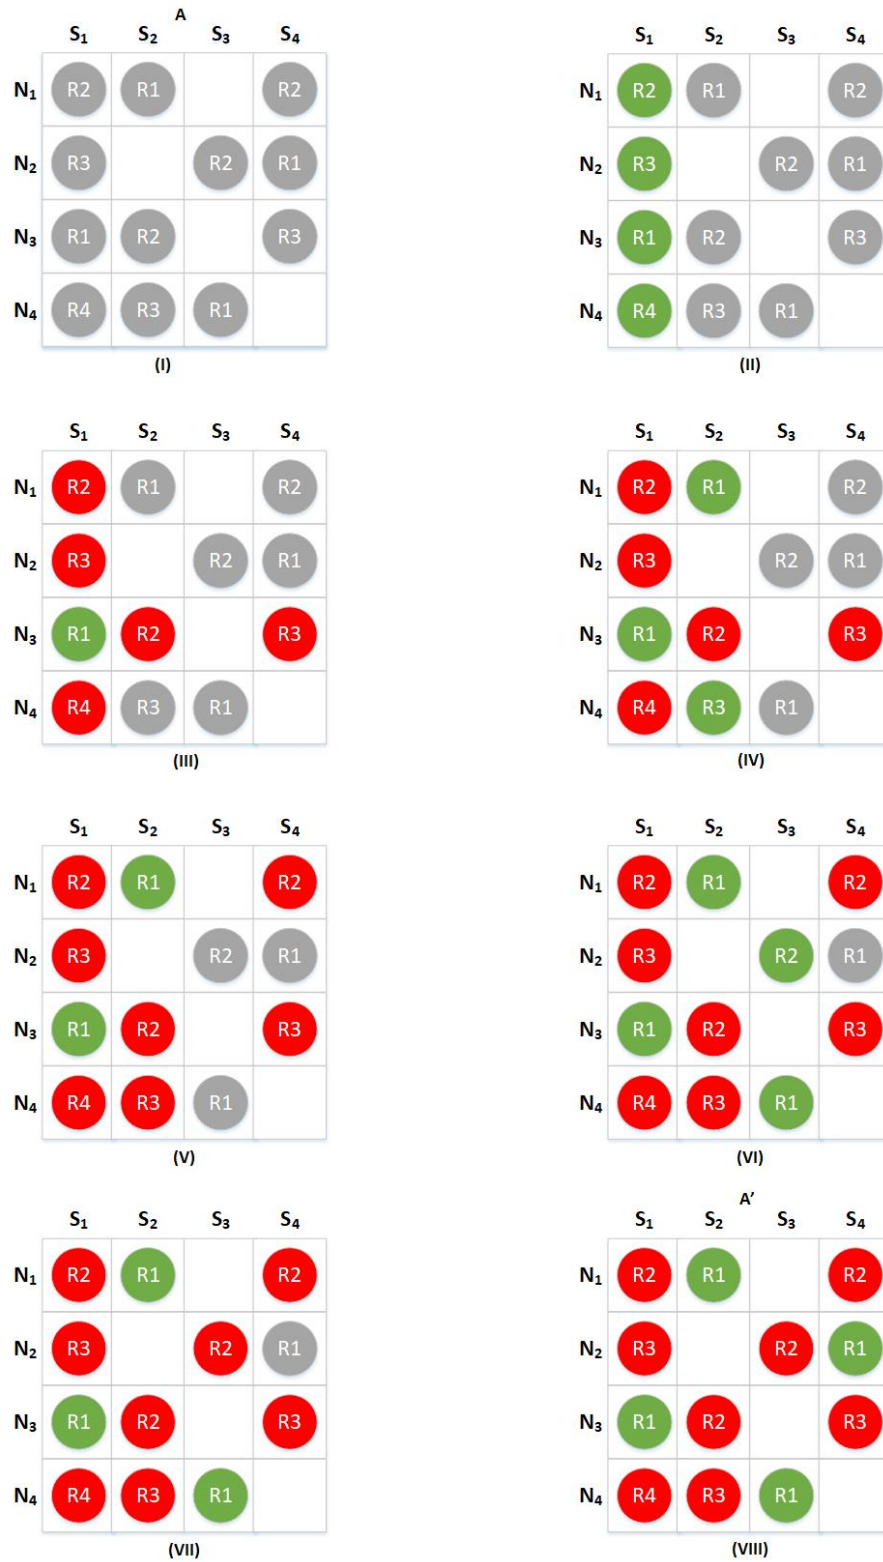 A
S₁ S₂ S₃ S₄
N₁ R2 R1 R2
N₂ R3 R2 R1
N₃ R1 R2 R3
N₄ R4 R3 R1
(I)
S₁ S₂ S₃ S₄
N₁ R2 R1 R2
N₂ R3 R2 R1
N₃ R1 R2 R3
N₄ R4 R3 R1
(II)
S₁ S₂ S₃ S₄
N₁ R2 R1 R2
N₂ R3 R2 R1
N₃ R1 R2 R3
N₄ R4 R3 R1
(III)
S₁ S₂ S₃ S₄
N₁ R2 R1 R2
N₂ R3 R2 R1
N₃ R1 R2 R3
N₄ R4 R3 R1
(IV)
S₁ S₂ S₃ S₄
N₁ R2 R1 R2
N₂ R3 R2 R1
N₃ R1 R2 R3
N₄ R4 R3 R1
(V)
S₁ S₂ S₃ S₄
N₁ R2 R1 R2
N₂ R3 R2 R1
N₃ R1 R2 R3
N₄ R4 R3 R1
(VI)
S₁ S₂ S₃ S₄
N₁ R2 R1 R2
N₂ R3 R2 R1
N₃ R1 R2 R3
N₄ R4 R3 R1
(VII)
A'
S₁ S₂ S₃ S₄
N₁ R2 R1 R2
N₂ R3 R2 R1
N₃ R1 R2 R3
N₄ R4 R3 R1
(VIII)